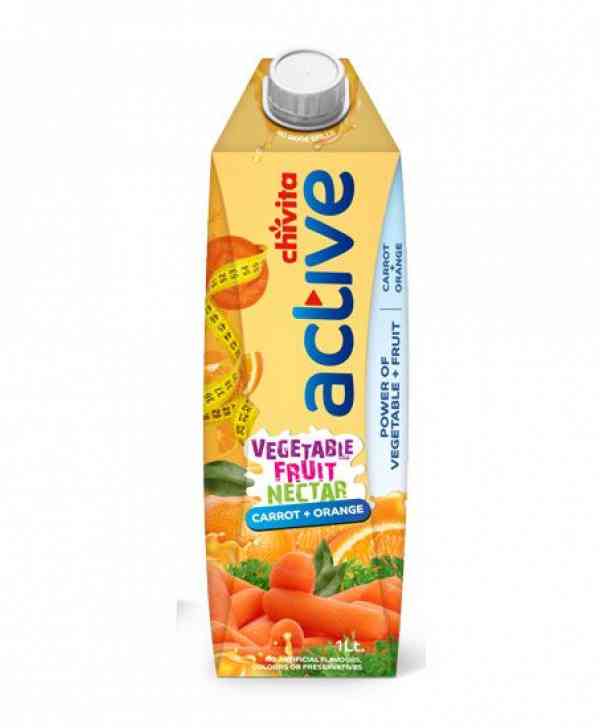 NO MORE SPILLS
chivita
active
CARROT
+
ORANGE
POWER OF
VEGETABLE + FRUIT
VEGETABLE
FRUIT
NECTAR
CARROT + ORANGE
1Lt.
NO ARTIFICIAL FLAVOURS,
COLOURS OR PRESERVATIVES